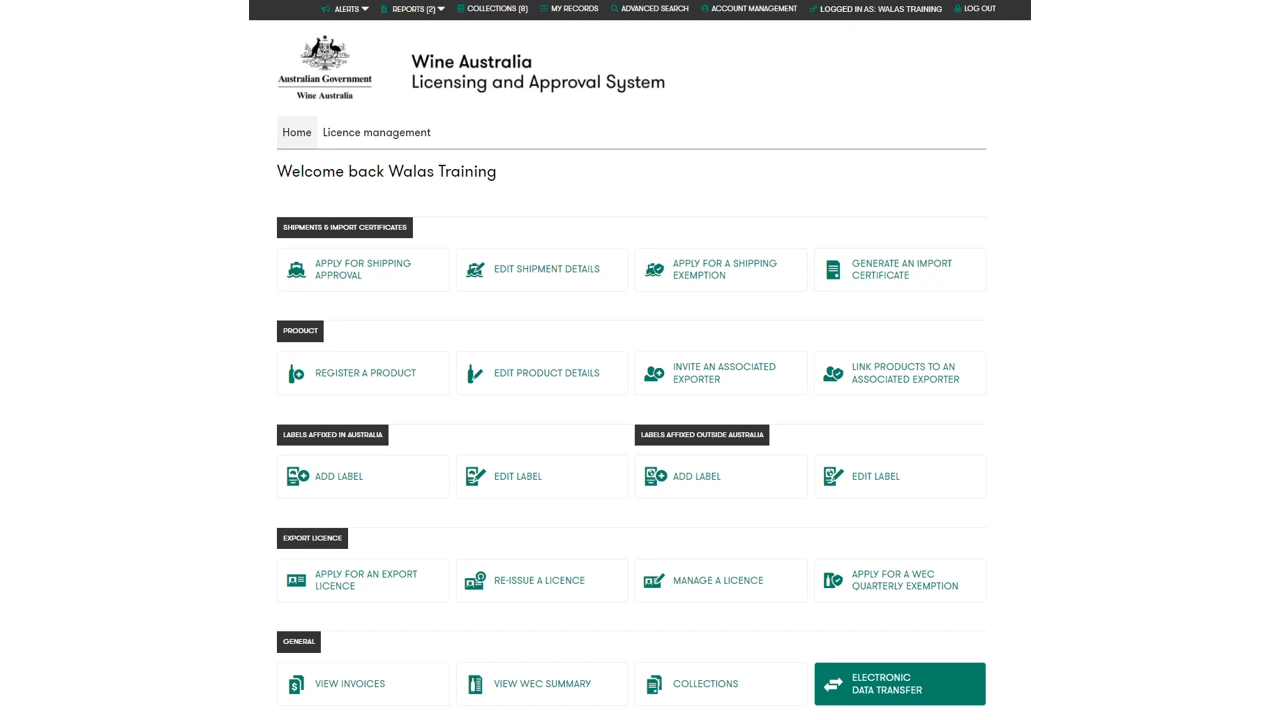 ALERTS REPORTS (2) COLLECTIONS (8) MY RECORDS ADVANCED SEARCH ACCOUNT MANAGEMENT LOGGED IN AS: WALAS TRAINING LOG OUT
Australian Government
Wine Australia
Wine Australia
Licensing and Approval System
Home Licence management
Welcome back Walas Training
SHIPMENTS & IMPORT CERTIFICATES
APPLY FOR SHIPPING
APPROVAL
EDIT SHIPMENT DETAILS
APPLY FOR A SHIPPING
EXEMPTION
GENERATE AN IMPORT
CERTIFICATE
PRODUCT
REGISTER A PRODUCT
EDIT PRODUCT DETAILS
INVITE AN ASSOCIATED
EXPORTER
LINK PRODUCTS TO AN
ASSOCIATED EXPORTER
LABELS AFFIXED IN AUSTRALIA
ADD LABEL
EDIT LABEL
LABELS AFFIXED OUTSIDE AUSTRALIA
ADD LABEL
EDIT LABEL
EXPORT LICENCE
APPLY FOR AN EXPORT
LICENCE
RE-ISSUE A LICENCE
MANAGE A LICENCE
APPLY FOR A WEC
QUARTERLY EXEMPTION
GENERAL
VIEW INVOICES
VIEW WEC SUMMARY
COLLECTIONS
ELECTRONIC
DATA TRANSFER